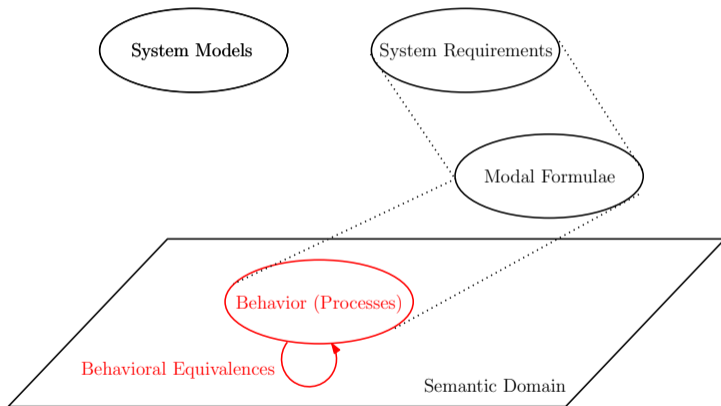 System Models
System Requirements
Modal Formulae
Behavior (Processes)
Behavioral Equivalences
Semantic Domain